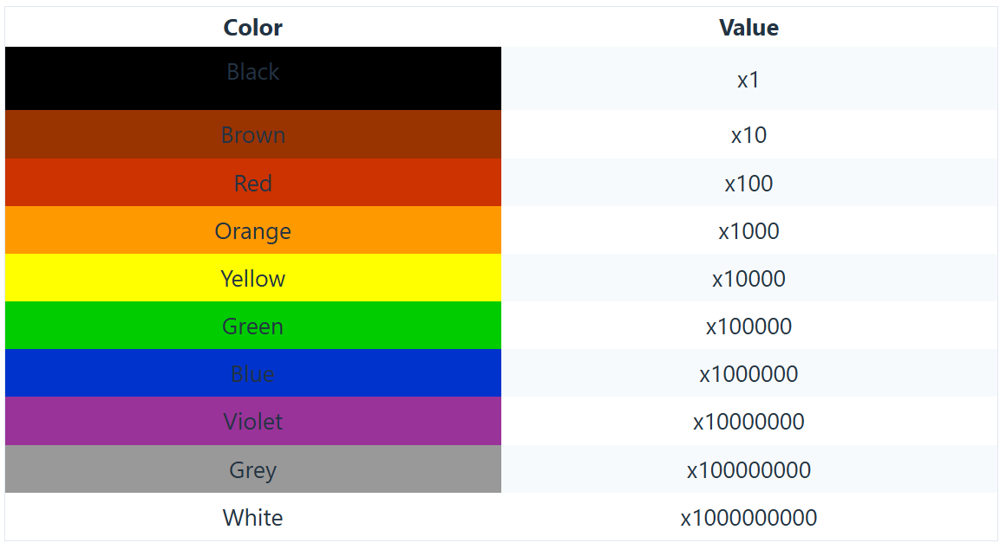 Color Value
Black x1
Brown x10
Red x100
Orange x1000
Yellow x10000
Green x100000
Blue x1000000
Violet x10000000
Grey x100000000
White x1000000000